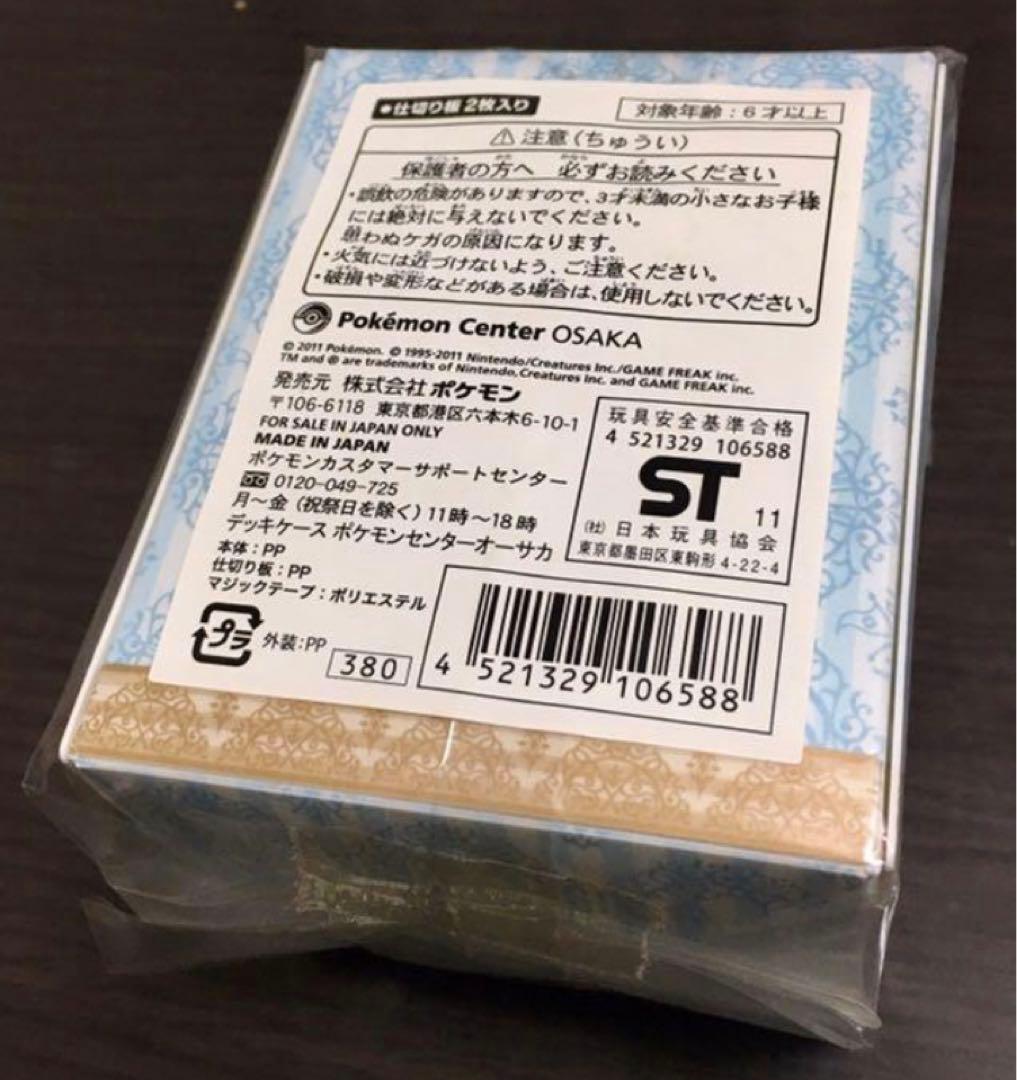 ●仕切り板 2枚入り
対象年齢：6才以上
⚠注意（ちゅうい）
保護者の方へ 必ずお読みください
・誤飲の危険がありますので、3才未満の小さなお子様
には絶対に与えないでください。
思わぬケガの原因になります。
・火気には近づけないよう、ご注意ください。
・破損や変形などがある場合は、使用しないでください。
Pokémon Center OSAKA
© 2011 Pokémon. © 1995-2011 Nintendo/Creatures Inc./GAME FREAK inc.
TM and ® are trademarks of Nintendo,Creatures Inc. and GAME FREAK inc.
発売元 株式会社ポケモン
〒106-6118 東京都港区六本木6-10-1
FOR SALE IN JAPAN ONLY
MADE IN JAPAN
ポケモンカスタマーサポートセンター
0120-049-725
月～金（祝祭日を除く）11時～18時
デッキケース ポケモンセンターオーサカ
本体：PP
仕切り板：PP
マジックテープ：ポリエステル
プラ 外装：PP
380
玩具安全基準合格
4 521329 106588
ST 11
（社）日本玩具協会
東京都墨田区東駒形 4-22-4
4 521329 106588